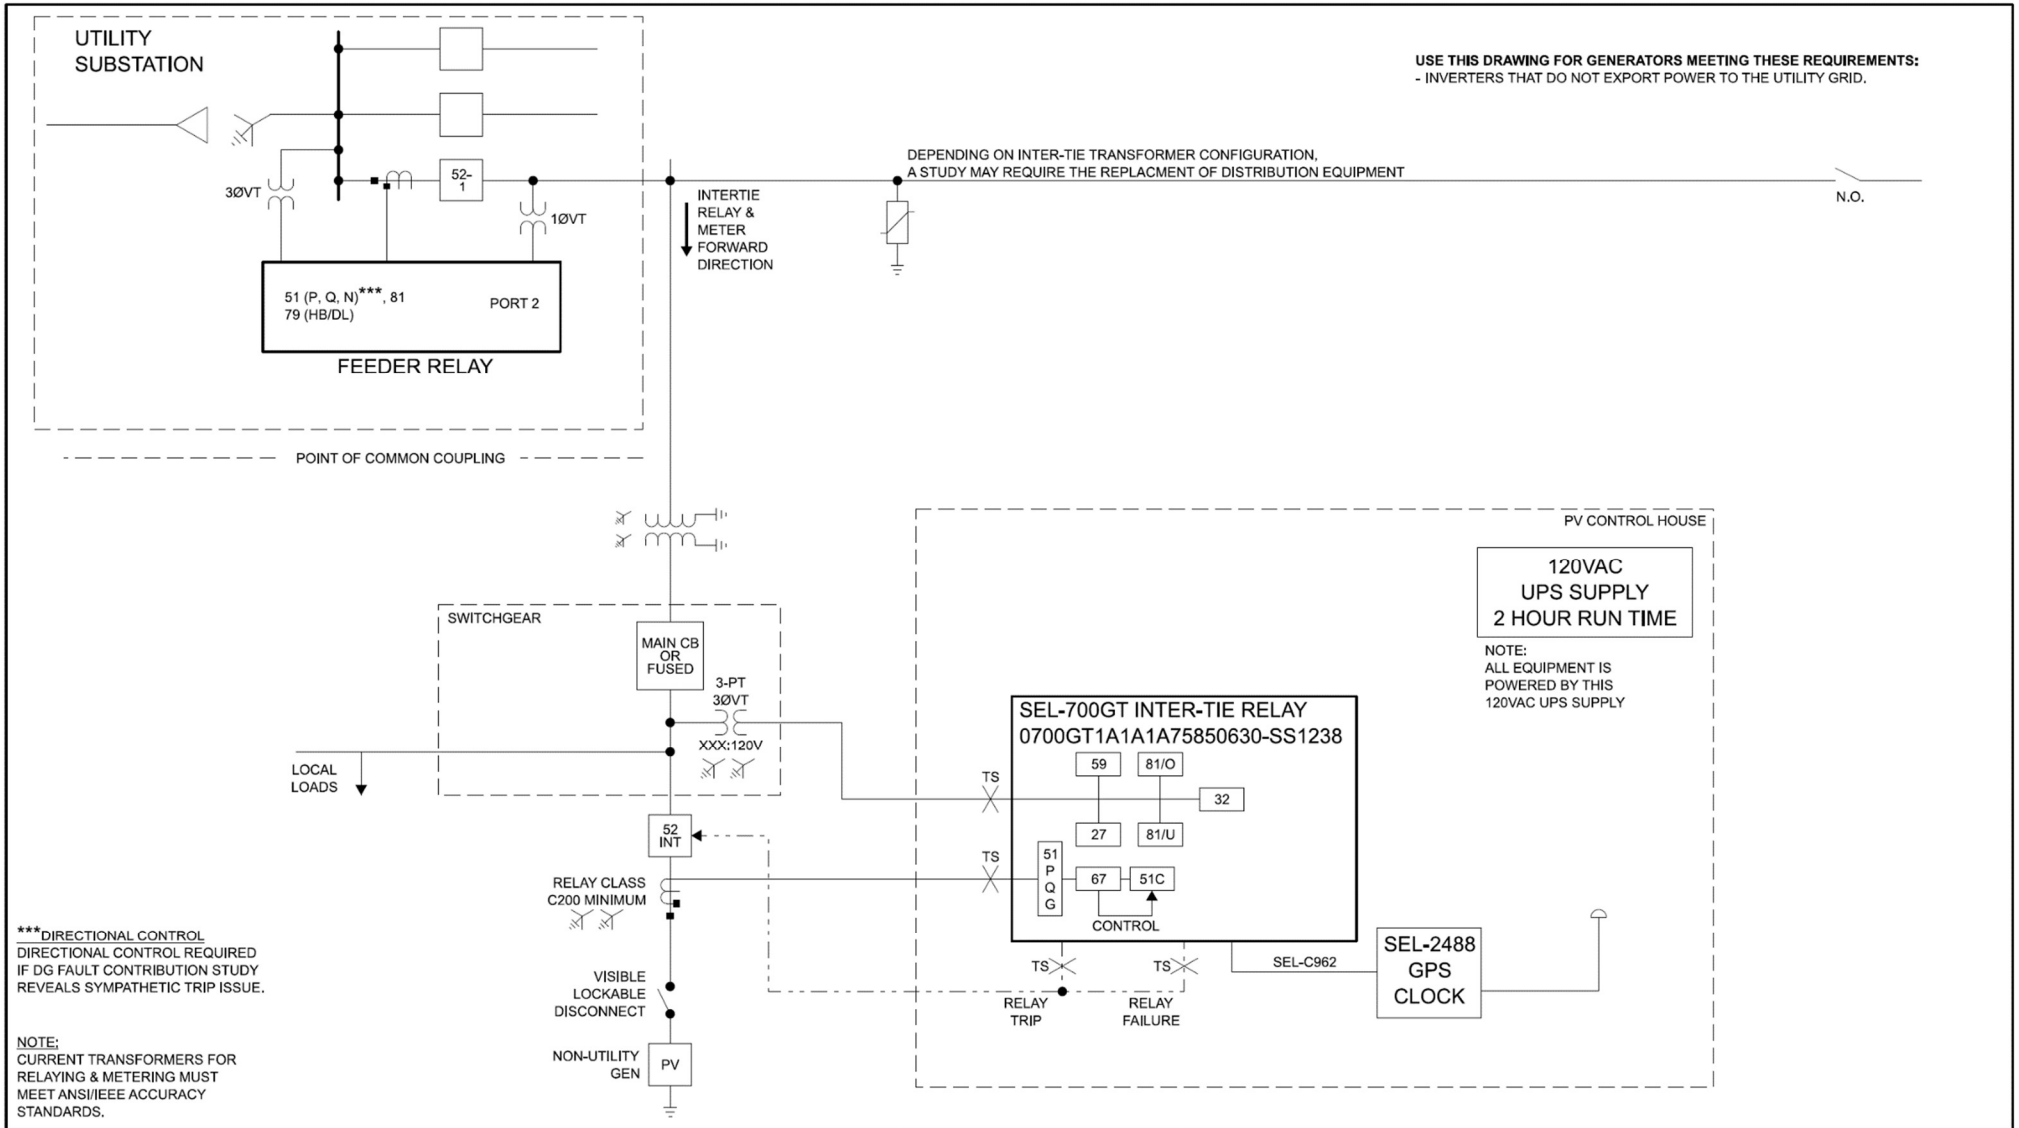 UTILITY
SUBSTATION
USE THIS DRAWING FOR GENERATORS MEETING THESE REQUIREMENTS:
- INVERTERS THAT DO NOT EXPORT POWER TO THE UTILITY GRID.
DEPENDING ON INTER-TIE TRANSFORMER CONFIGURATION,
A STUDY MAY REQUIRE THE REPLACMENT OF DISTRIBUTION EQUIPMENT
52-
1
3ØVT
1ØVT
INTERTIE
RELAY &
METER
FORWARD
DIRECTION
N.O.
51 (P, Q, N)***, 81
79 (HB/DL)
PORT 2
FEEDER RELAY
POINT OF COMMON COUPLING
PV CONTROL HOUSE
120VAC
UPS SUPPLY
2 HOUR RUN TIME
NOTE:
ALL EQUIPMENT IS
POWERED BY THIS
120VAC UPS SUPPLY
SWITCHGEAR
MAIN CB
OR
FUSED
3-PT
3ØVT
XXX:120V
LOCAL
LOADS
SEL-700GT INTER-TIE RELAY
0700GT1A1A1A75850630-SS1238
59
81/O
TS
32
27
81/U
52
INT
TS
51
P
Q
G
67
51C
CONTROL
RELAY CLASS
C200 MINIMUM
TS
TS
SEL-C962
SEL-2488
GPS
CLOCK
RELAY
TRIP
RELAY
FAILURE
VISIBLE
LOCKABLE
DISCONNECT
NON-UTILITY
GEN
PV
***DIRECTIONAL CONTROL
DIRECTIONAL CONTROL REQUIRED
IF DG FAULT CONTRIBUTION STUDY
REVEALS SYMPATHETIC TRIP ISSUE.
NOTE:
CURRENT TRANSFORMERS FOR
RELAYING & METERING MUST
MEET ANSI/IEEE ACCURACY
STANDARDS.